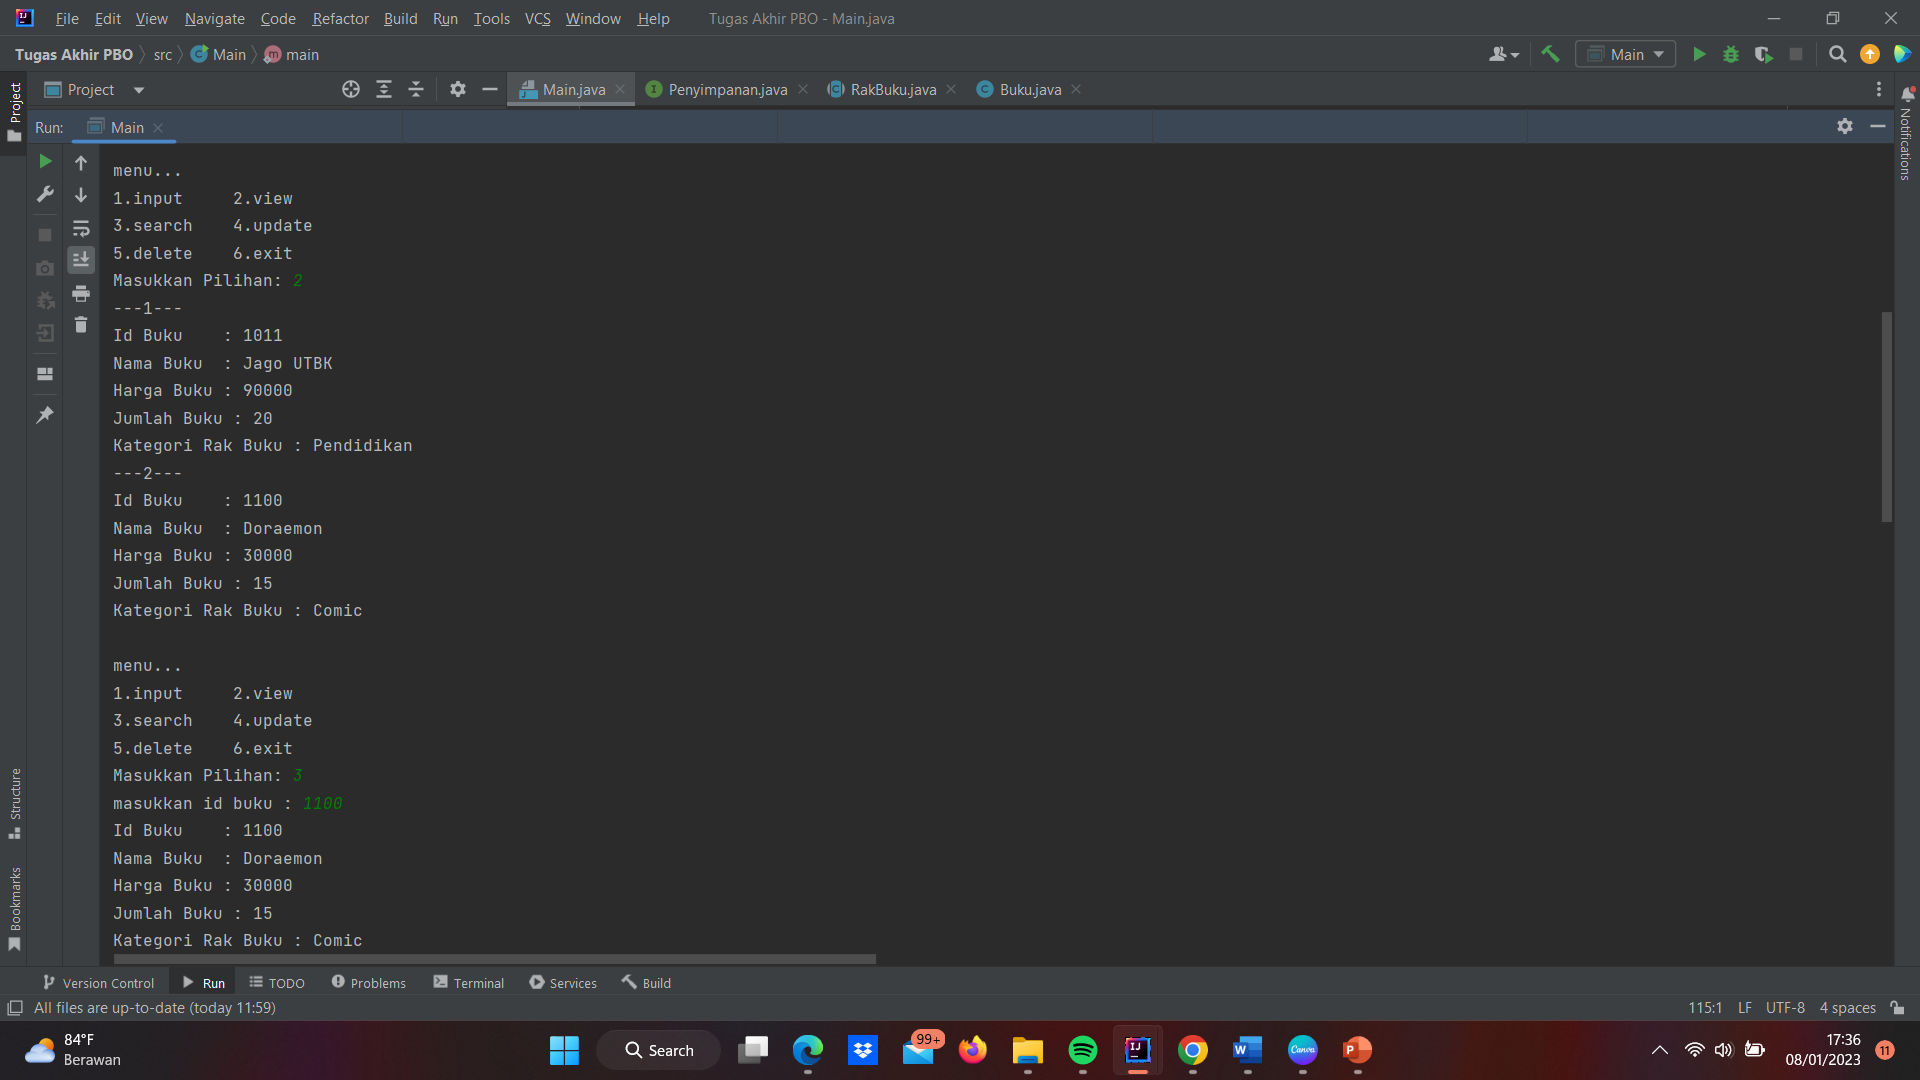 File Edit View Navigate Code Refactor Build Run Tools VCS Window Help Tugas Akhir PBO - Main.java
Tugas Akhir PBO src Main main Main
Project Main.java Penyimpanan.java RakBuku.java Buku.java
Run: Main
Project
Notifications
menu...
1.input 2.view
3.search 4.update
5.delete 6.exit
Masukkan Pilihan: 2
---1---
Id Buku : 1011
Nama Buku : Jago UTBK
Harga Buku : 90000
Jumlah Buku : 20
Kategori Rak Buku : Pendidikan
---2---
Id Buku : 1100
Nama Buku : Doraemon
Harga Buku : 30000
Jumlah Buku : 15
Kategori Rak Buku : Comic
menu...
1.input 2.view
3.search 4.update
5.delete 6.exit
Masukkan Pilihan: 3
masukkan id buku : 1100
Id Buku : 1100
Nama Buku : Doraemon
Harga Buku : 30000
Jumlah Buku : 15
Kategori Rak Buku : Comic
Structure
Bookmarks
Version Control Run TODO Problems Terminal Services Build
All files are up-to-date (today 11:59) 115:1 LF UTF-8 4 spaces
84°F
Berawan
Search
99+
17:36
08/01/2023
11